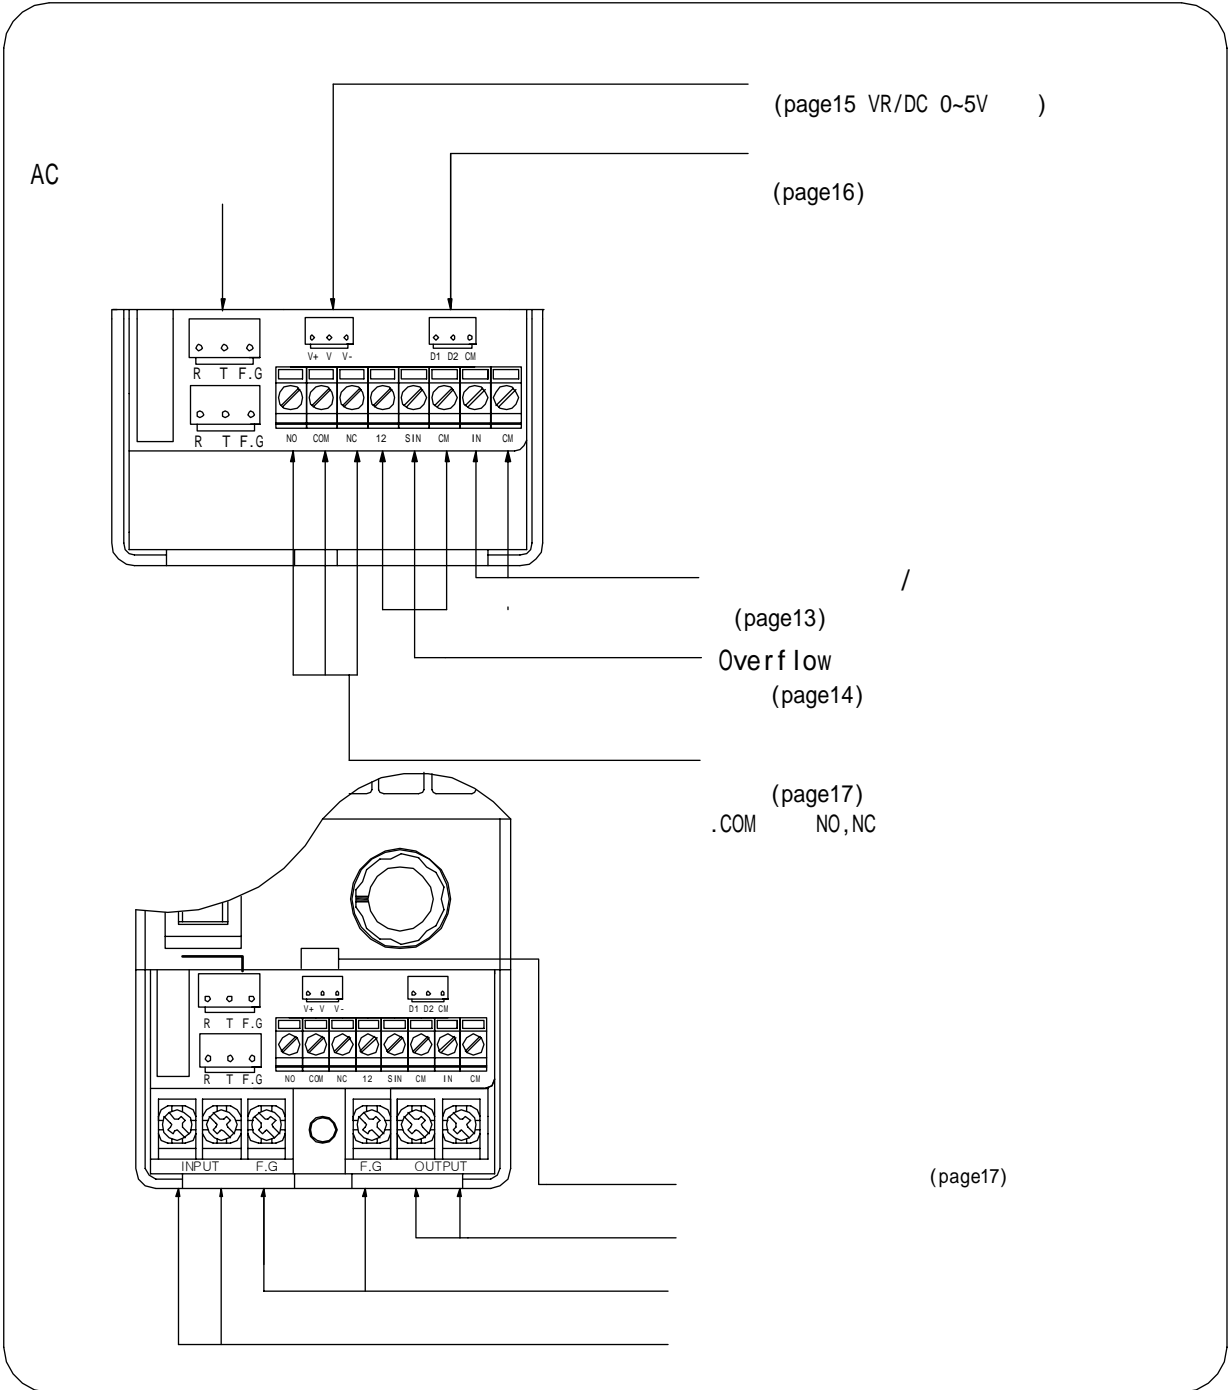 (page15 VR/DC 0~5V )
AC
(page16)
V+ V V-
D1 D2 CM
R T F.G
R T F.G
NO COM NC 12 SIN CM IN CM
/
(page13)
Overflow
(page14)
(page17)
.COM NO,NC
V+ V V-
D1 D2 CM
R T F.G
R T F.G
NO COM NC 12 SIN CM IN CM
INPUT F.G F.G OUTPUT
(page17)